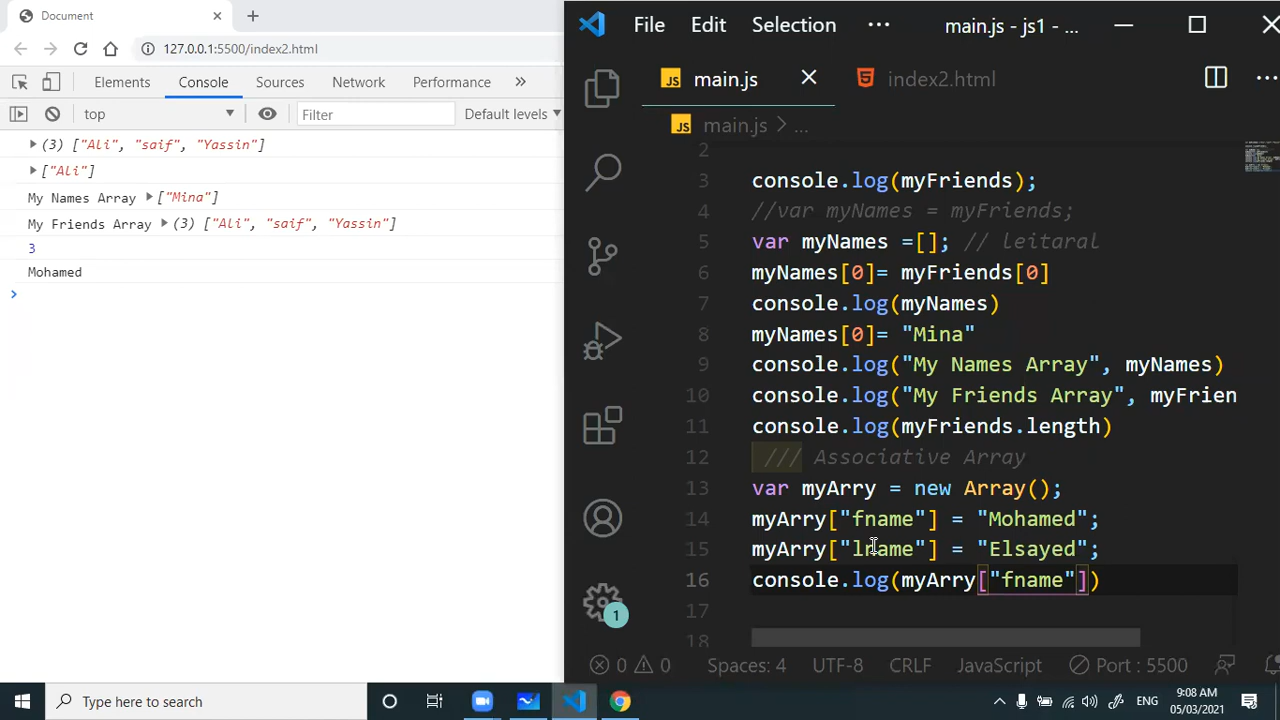 Document
127.0.0.1:5500/index2.html
Elements Console Sources Network Performance »
top Filter Default levels
(3) ["Ali", "saif", "Yassin"]
["Ali"]
My Names Array ["Mina"]
My Friends Array (3) ["Ali", "saif", "Yassin"]
3
Mohamed
File Edit Selection ··· main.js - js1 - ...
JS main.js index2.html
JS main.js > ...
2
3 console.log(myFriends);
4 //var myNames = myFriends;
5 var myNames =[]; // leitaral
6 myNames[0]= myFriends[0]
7 console.log(myNames)
8 myNames[0]= "Mina"
9 console.log("My Names Array", myNames)
10 console.log("My Friends Array", myFrien
11 console.log(myFriends.length)
12 /// Associative Array
13 var myArry = new Array();
14 myArry["fname"] = "Mohamed";
15 myArry["lname"] = "Elsayed";
16 console.log(myArry["fname"])
17
18
1
0 0 Spaces: 4 UTF-8 CRLF JavaScript Port : 5500
Type here to search
ENG
9:08 AM
05/03/2021